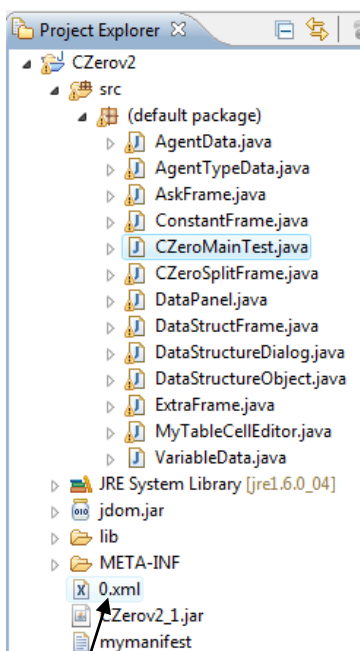 Project Explorer
CZerov2
src
(default package)
AgentData.java
AgentTypeData.java
AskFrame.java
ConstantFrame.java
CZeroMainTest.java
CZeroSplitFrame.java
DataPanel.java
DataStructFrame.java
DataStructureDialog.java
DataStructureObject.java
ExtraFrame.java
MyTableCellEditor.java
VariableData.java
JRE System Library [jre1.6.0_04]
jdom.jar
lib
META-INF
0.xml
CZerov2_1.jar
mymanifest